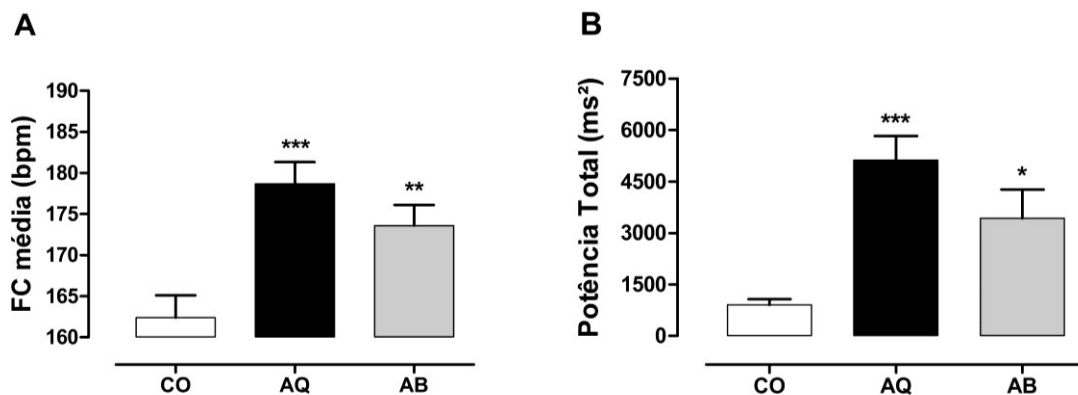 A
FC média (bpm)
190
185
180
175
170
165
160
***
**
CO AQ AB
B
Potência Total (ms²)
7500
6000
4500
3000
1500
0
***
*
CO AQ AB